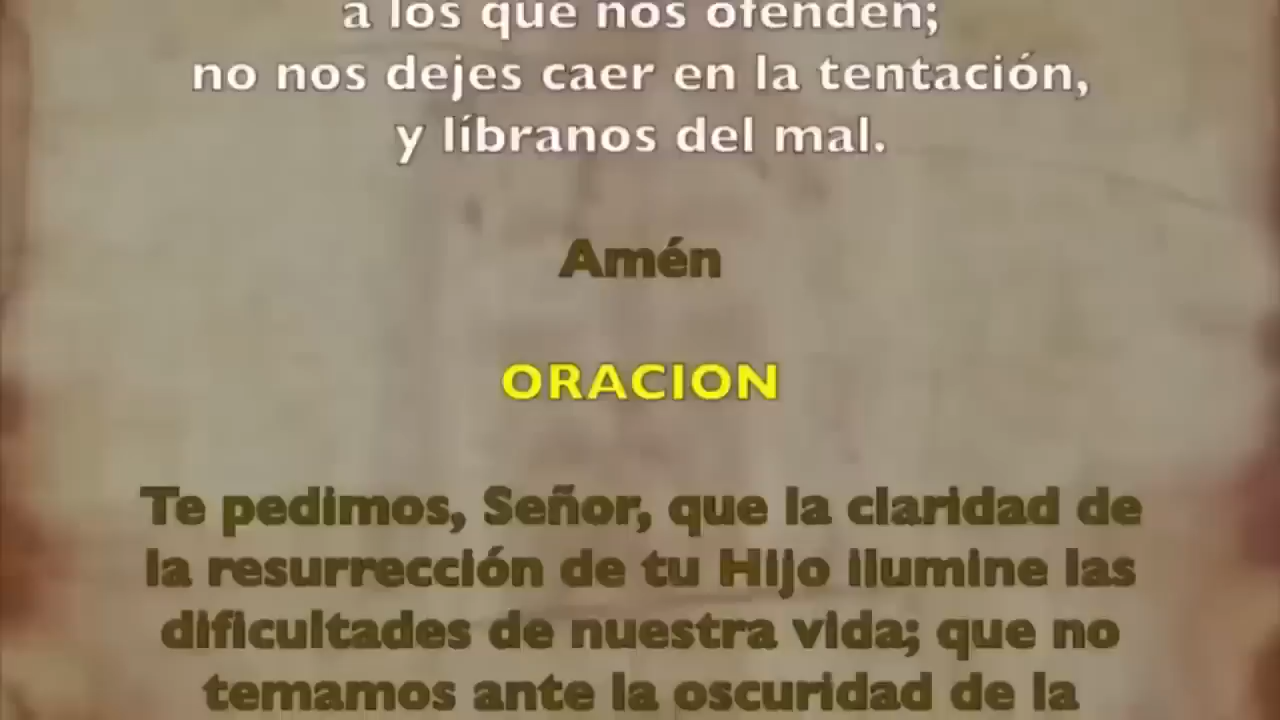 a los que nos ofenden;
no nos dejes caer en la tentación,
y líbranos del mal.
Amén
ORACION
Te pedimos, Señor, que la claridad de
la resurrección de tu Hijo ilumine las
dificultades de nuestra vida; que no
temamos ante la oscuridad de la